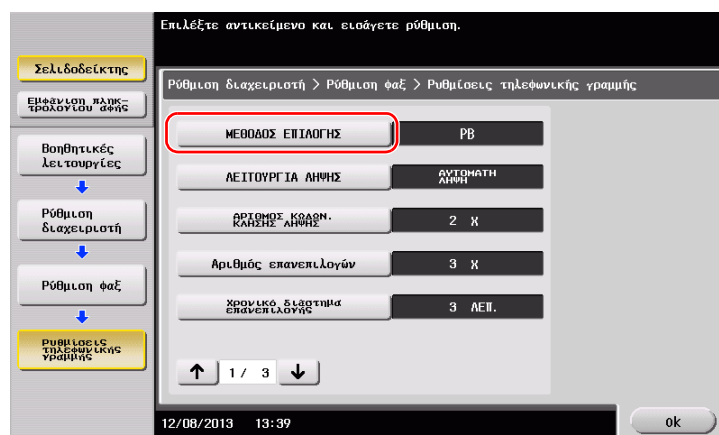 Επιλέξτε αντικείμενο και εισάγετε ρύθμιση.
Σελιδοδείκτης
Εμφάνιση πληκ-
τρολογίου αφής
Βοηθητικές
λειτουργίες
Ρύθμιση
διαχειριστή
Ρύθμιση φαξ
Ρυθμίσεις
τηλεφωνικής
γραμμής
Ρύθμιση διαχειριστή > Ρύθμιση φαξ > Ρυθμίσεις τηλεφωνικής γραμμής
ΜΕΘΟΔΟΣ ΕΠΙΛΟΓΗΣ
PB
ΛΕΙΤΟΥΡΓΙΑ ΛΗΨΗΣ
ΑΥΤΟΜΑΤΗ
ΛΗΨΗ
ΑΡΙΘΜΟΣ ΚΩΔΩΝ.
ΚΛΗΣΗΣ ΛΗΨΗΣ
2 Χ
Αριθμός επανεπιλογών
3 Χ
Χρονικό διάστημα
επανεπιλογής
3 ΛΕΠ.
↑ 1/ 3 ↓
12/08/2013 13:39
ok